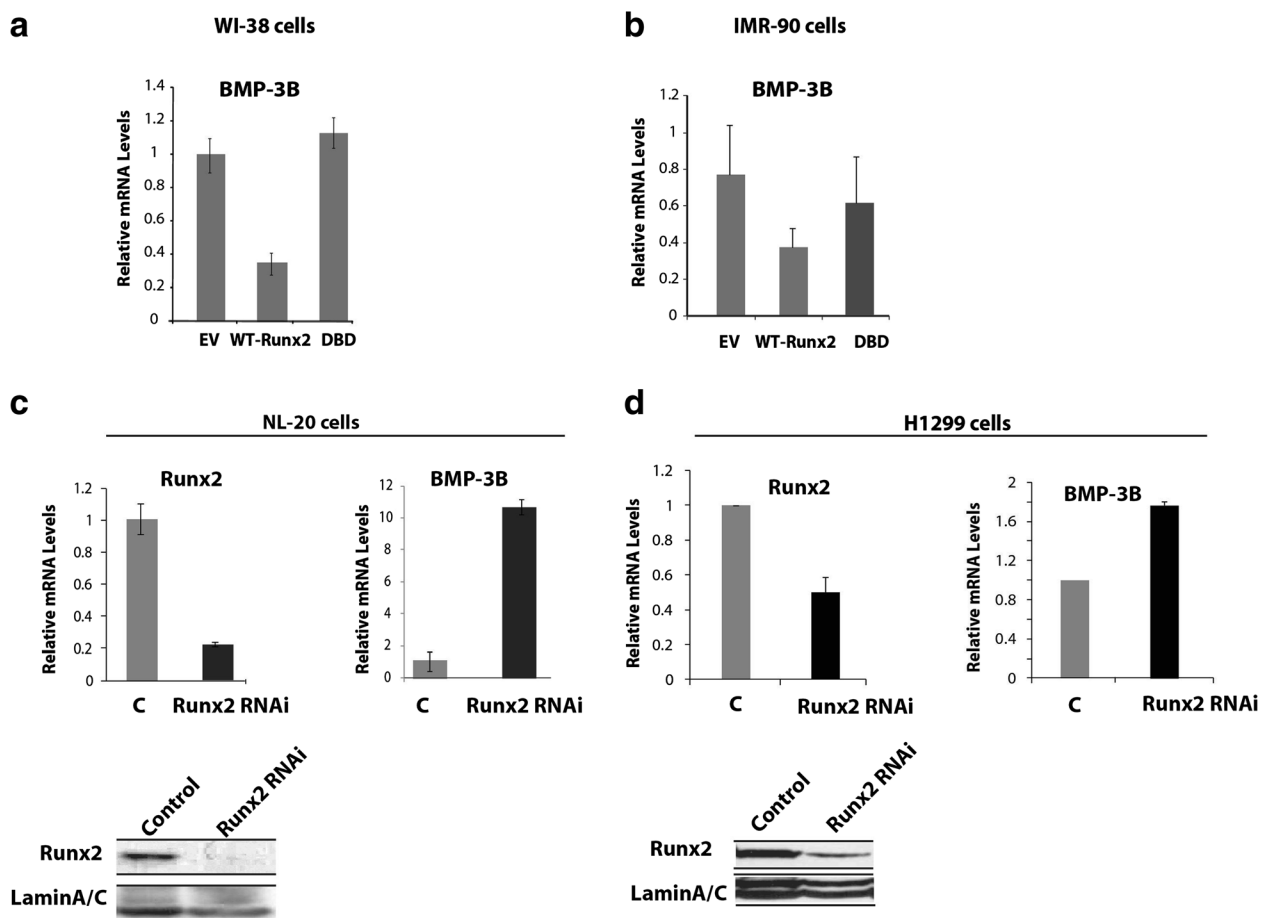 a
WI-38 cells
BMP-3B
Relative mRNA Levels
1.4
1.2
1
0.8
0.6
0.4
0.2
0
EV WT-Runx2 DBD
b
IMR-90 cells
BMP-3B
Relative mRNA Levels
1.2
1
0.8
0.6
0.4
0.2
0
EV WT-Runx2 DBD
c
NL-20 cells
Runx2
Relative mRNA Levels
1.2
1
0.8
0.6
0.4
0.2
0
C Runx2 RNAi
BMP-3B
Relative mRNA Levels
12
10
8
6
4
2
0
C Runx2 RNAi
Control Runx2 RNAi
Runx2
LaminA/C
d
H1299 cells
Runx2
Relative mRNA Levels
1.2
1
0.8
0.6
0.4
0.2
0
C Runx2 RNAi
BMP-3B
Relative mRNA Levels
2
1.6
1.2
0.8
0.4
0
C Runx2 RNAi
Control Runx2 RNAi
Runx2
LaminA/C